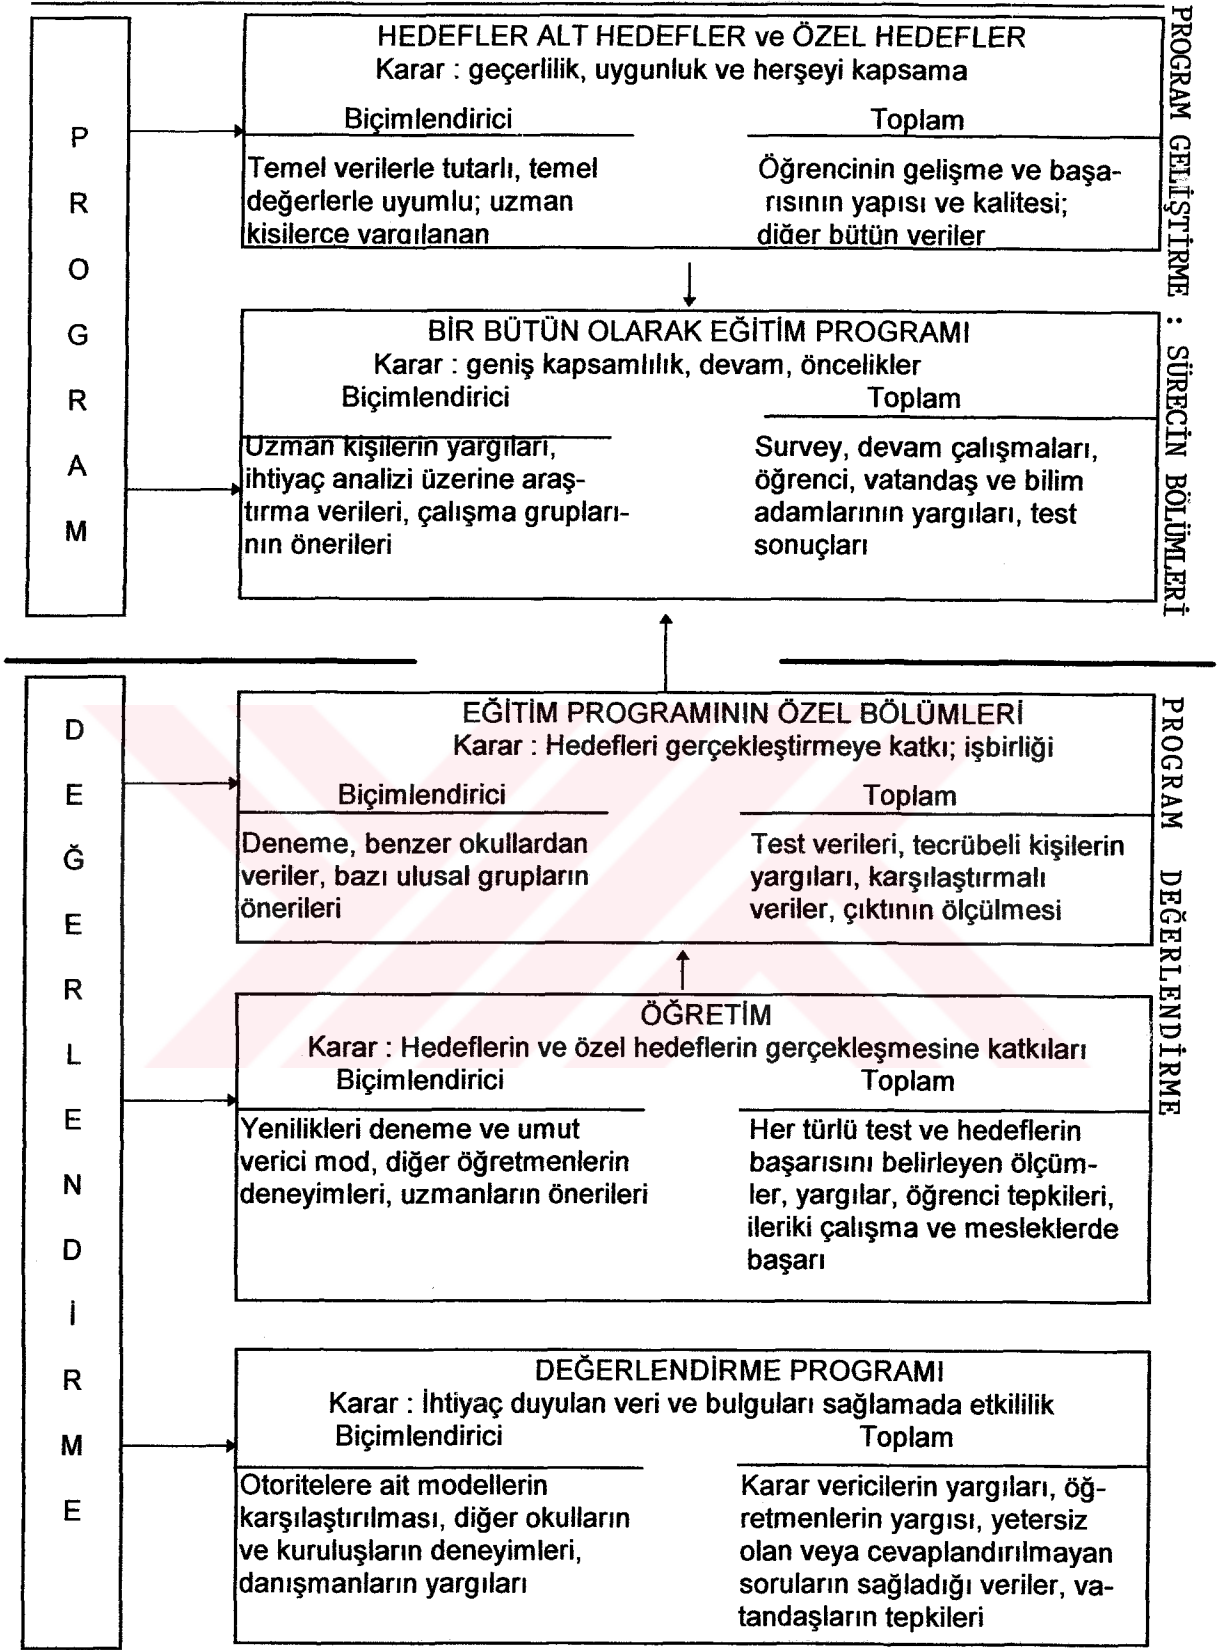 HEDEFLER ALT HEDEFLER ve ÖZEL HEDEFLER
Karar : geçerlilik, uygunluk ve herşeyi kapsama
Biçimlendirici
Temel verilerle tutarlı, temel
değerlerle uyumlu; uzman
kişilerce yargılanan
Toplam
Öğrencinin gelişme ve başa-
rısının yapısı ve kalitesi;
diğer bütün veriler
BİR BÜTÜN OLARAK EĞİTİM PROGRAMI
Karar : geniş kapsamlılık, devam, öncelikler
Biçimlendirici
Uzman kişilerin yargıları,
ihtiyaç analizi üzerine araş-
tırma verileri, çalışma grupları-
nın önerileri
Toplam
Survey, devam çalışmaları,
öğrenci, vatandaş ve bilim
adamlarının yargıları, test
sonuçları
PROGRAM
PROGRAM GELİŞTİRME : SÜRECİN BÖLÜMLERİ
EĞİTİM PROGRAMININ ÖZEL BÖLÜMLERİ
Karar : Hedefleri gerçekleştirmeye katkı; işbirliği
Biçimlendirici
Deneme, benzer okullardan
veriler, bazı ulusal grupların
önerileri
Toplam
Test verileri, tecrübeli kişilerin
yargıları, karşılaştırmalı
veriler, çıktının ölçülmesi
ÖĞRETİM
Karar : Hedeflerin ve özel hedeflerin gerçekleşmesine katkıları
Biçimlendirici
Yenilikleri deneme ve umut
verici mod, diğer öğretmenlerin
deneyimleri, uzmanların önerileri
Toplam
Her türlü test ve hedeflerin
başarısını belirleyen ölçüm-
ler, yargılar, öğrenci tepkileri,
ileriki çalışma ve mesleklerde
başarı
DEĞERLENDİRME PROGRAMI
Karar : İhtiyaç duyulan veri ve bulguları sağlamada etkililik
Biçimlendirici
Otoritelere ait modellerin
karşılaştırılması, diğer okulların
ve kuruluşların deneyimleri,
danışmanların yargıları
Toplam
Karar vericilerin yargıları, öğ-
retmenlerin yargısı, yetersiz
olan veya cevaplandırılmayan
soruların sağladığı veriler, va-
tandaşların tepkileri
DEĞERLENDİRME
PROGRAM DEĞERLENDİRME